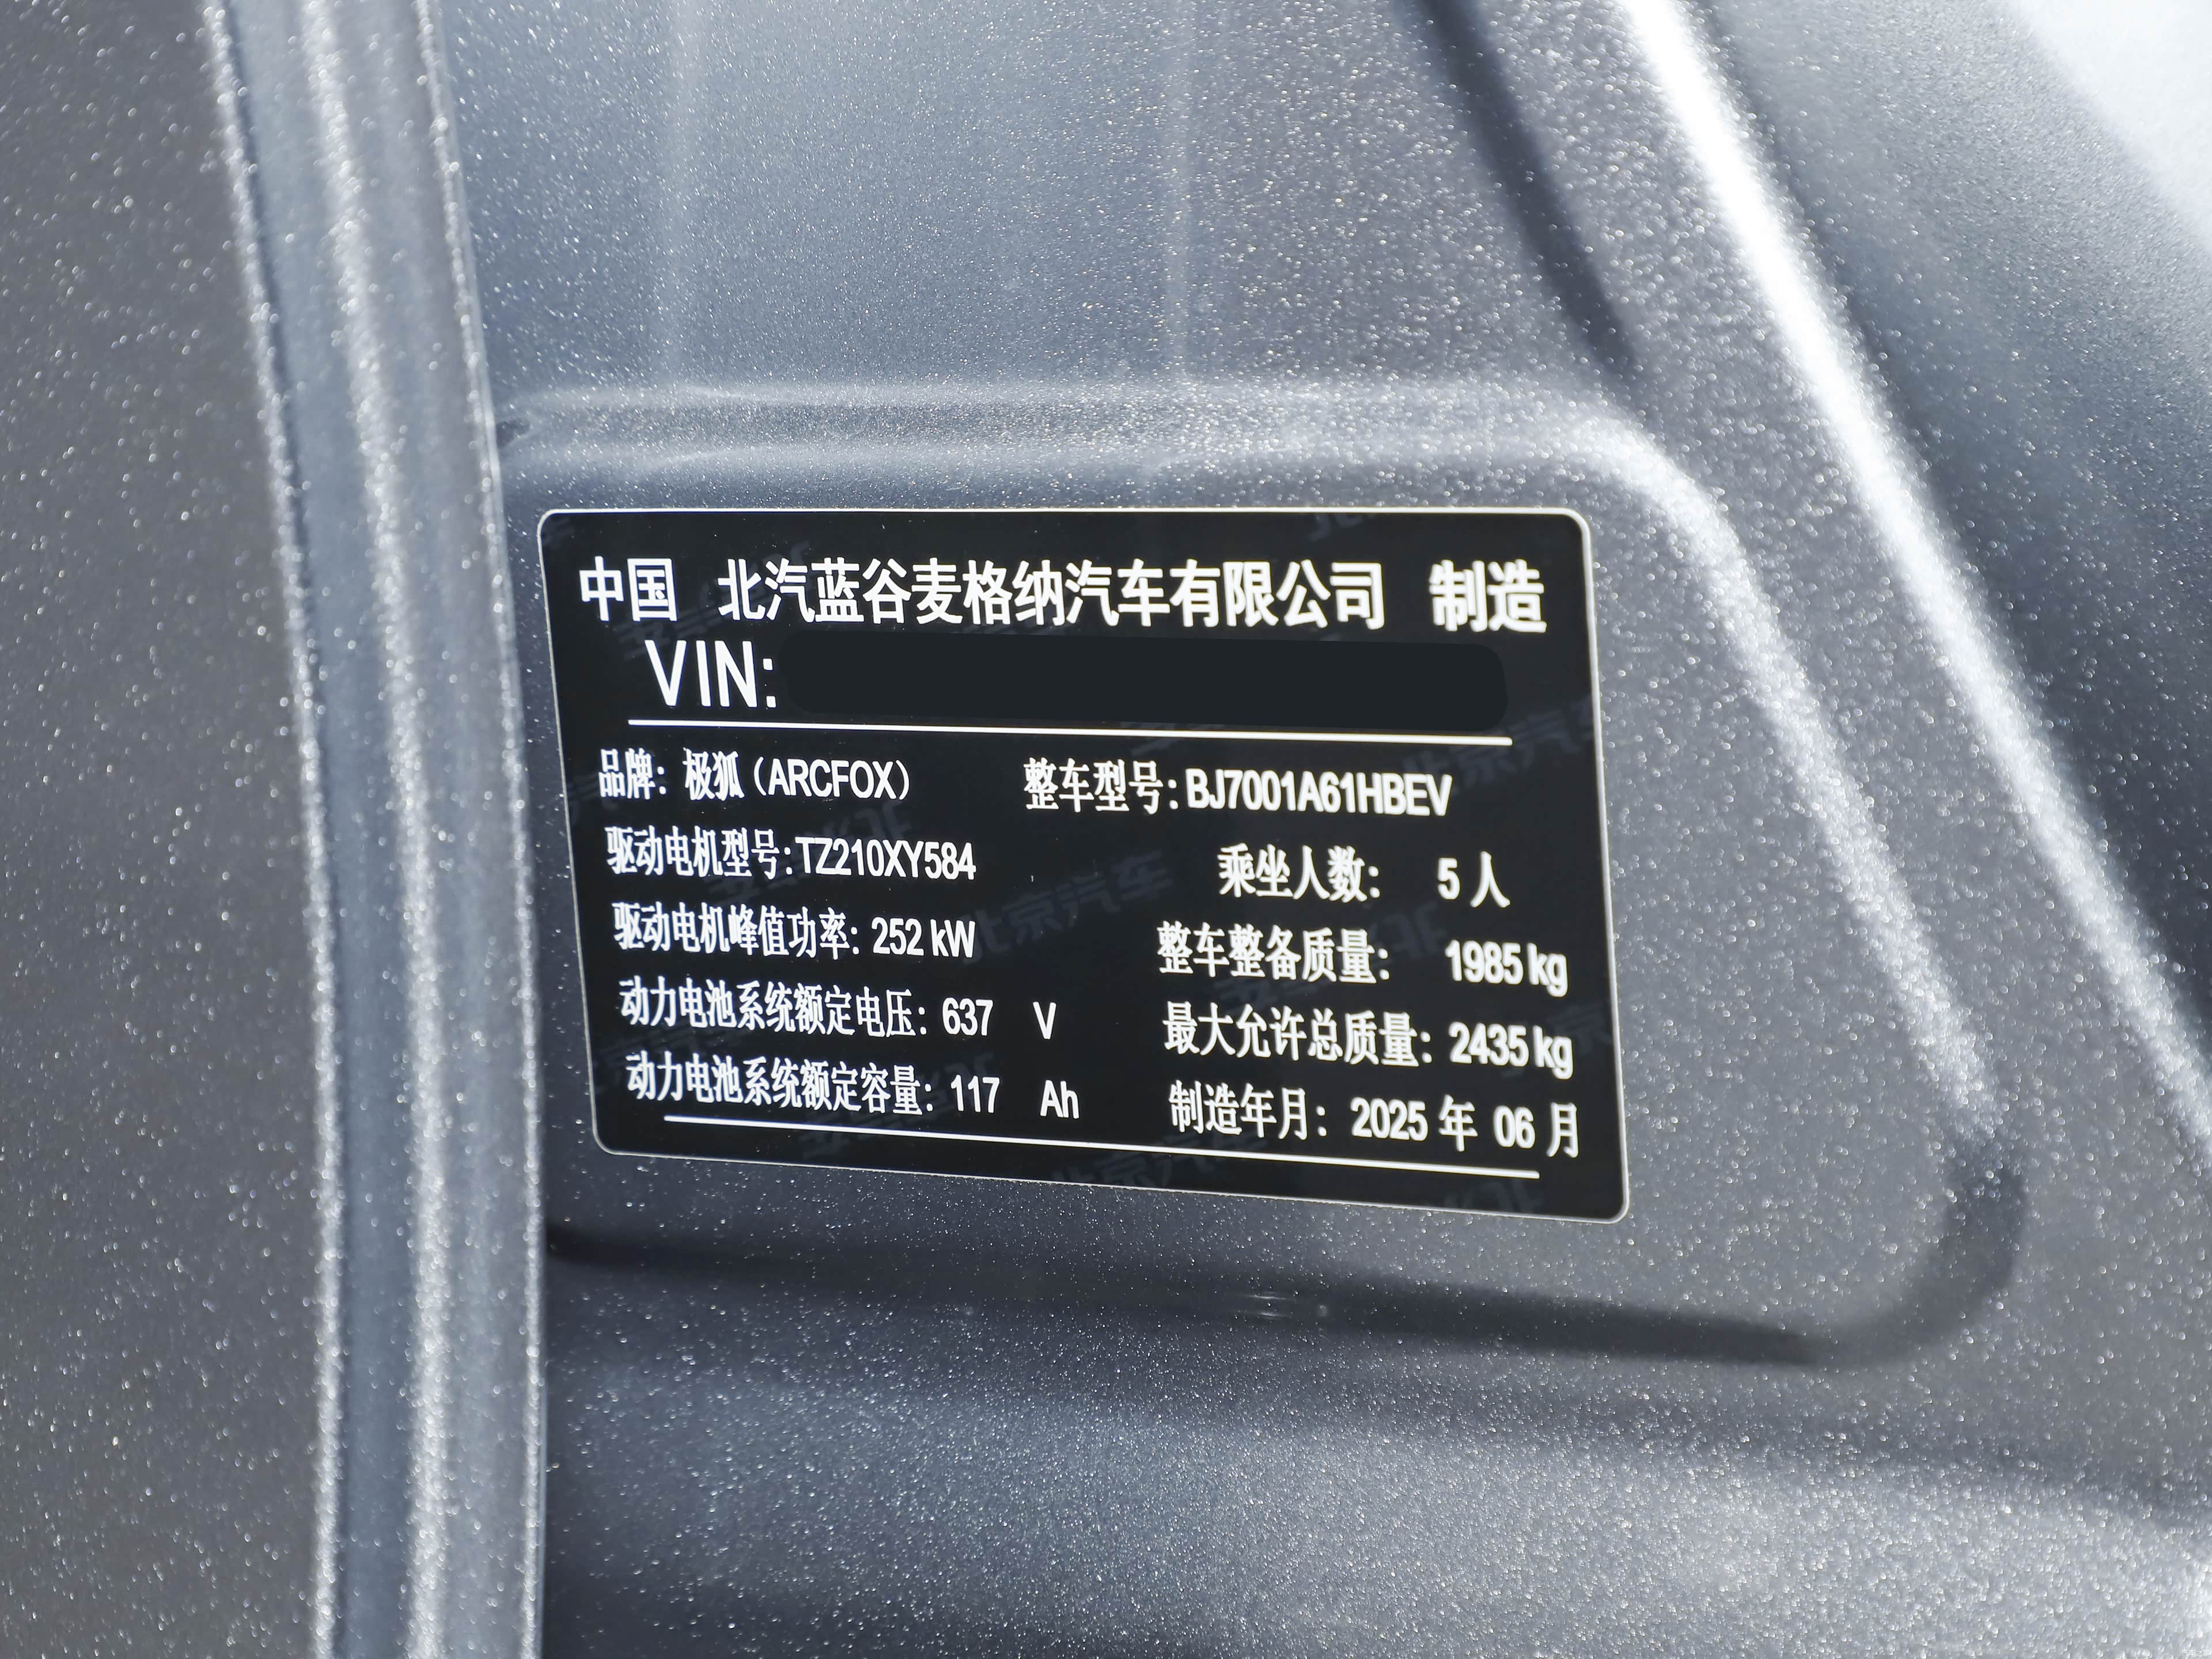 中国 北汽蓝谷麦格纳汽车有限公司 制造
VIN:
品牌: 极狐 (ARCFOX) 整车型号: BJ7001A61HBEV
驱动电机型号: TZ210XY584 乘坐人数: 5 人
驱动电机峰值功率: 252 kW 整车整备质量: 1985 kg
动力电池系统额定电压: 637 V 最大允许总质量: 2435 kg
动力电池系统额定容量: 117 Ah 制造年月: 2025 年 06 月